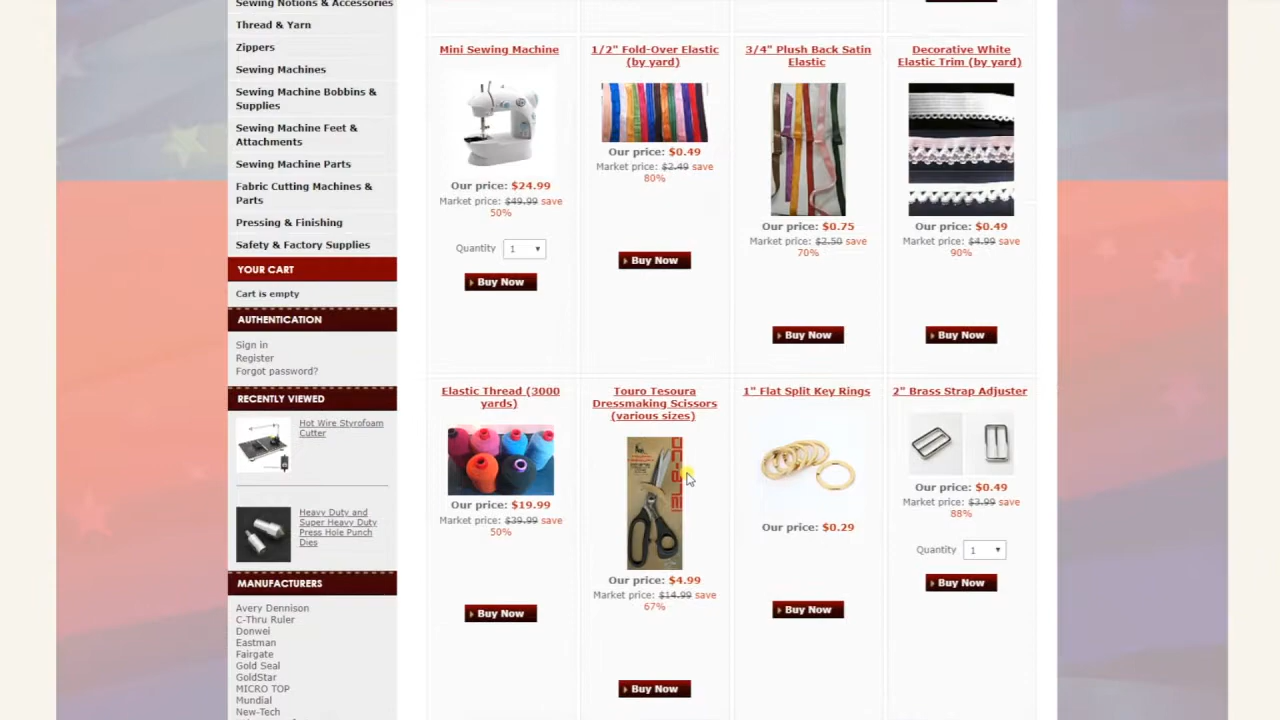 Sewing Notions & Accessories
Thread & Yarn
Zippers
Sewing Machines
Sewing Machine Bobbins &
Supplies
Sewing Machine Feet &
Attachments
Sewing Machine Parts
Fabric Cutting Machines &
Parts
Pressing & Finishing
Safety & Factory Supplies
YOUR CART
Cart is empty
AUTHENTICATION
Sign in
Register
Forgot password?
RECENTLY VIEWED
Hot Wire Styrofoam
Cutter
Heavy Duty and
Super Heavy Duty
Press Hole Punch
Dies
MANUFACTURERS
Avery Dennison
C-Thru Ruler
Donwei
Eastman
Fairgate
Gold Seal
GoldStar
MICRO TOP
Mundial
New-Tech
Mini Sewing Machine
Our price: $24.99
Market price: $49.99 save
50%
Quantity 1
Buy Now
1/2" Fold-Over Elastic
(by yard)
Our price: $0.49
Market price: $2.49 save
80%
Buy Now
3/4" Plush Back Satin
Elastic
Our price: $0.75
Market price: $2.50 save
70%
Buy Now
Decorative White
Elastic Trim (by yard)
Our price: $0.49
Market price: $4.99 save
90%
Buy Now
Elastic Thread (3000
yards)
Our price: $19.99
Market price: $39.99 save
50%
Buy Now
Touro Tesoura
Dressmaking Scissors
(various sizes)
Our price: $4.99
Market price: $14.99 save
67%
Buy Now
1" Flat Split Key Rings
Our price: $0.29
Buy Now
2" Brass Strap Adjuster
Our price: $0.49
Market price: $3.99 save
88%
Quantity 1
Buy Now